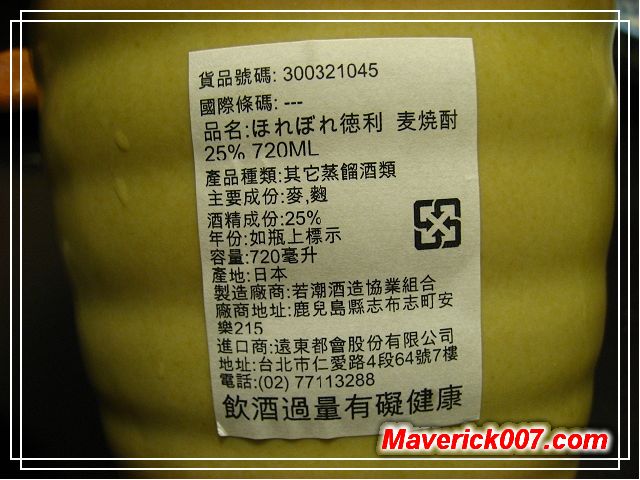 貨品號碼: 300321045
國際條碼: ---
品名:ほれぼれ徳利 麦焼酎
25% 720ML
產品種類:其它蒸餾酒類
主要成份:麥,麴
酒精成份:25%
年份:如瓶上標示
容量:720毫升
產地:日本
製造廠商:若潮酒造協業組合
廠商地址:鹿兒島縣志布志町安
樂215
進口商:遠東都會股份有限公司
地址:台北市仁愛路4段64號7樓
電話:(02) 77113288
飲酒過量有礙健康
Maverick007.com